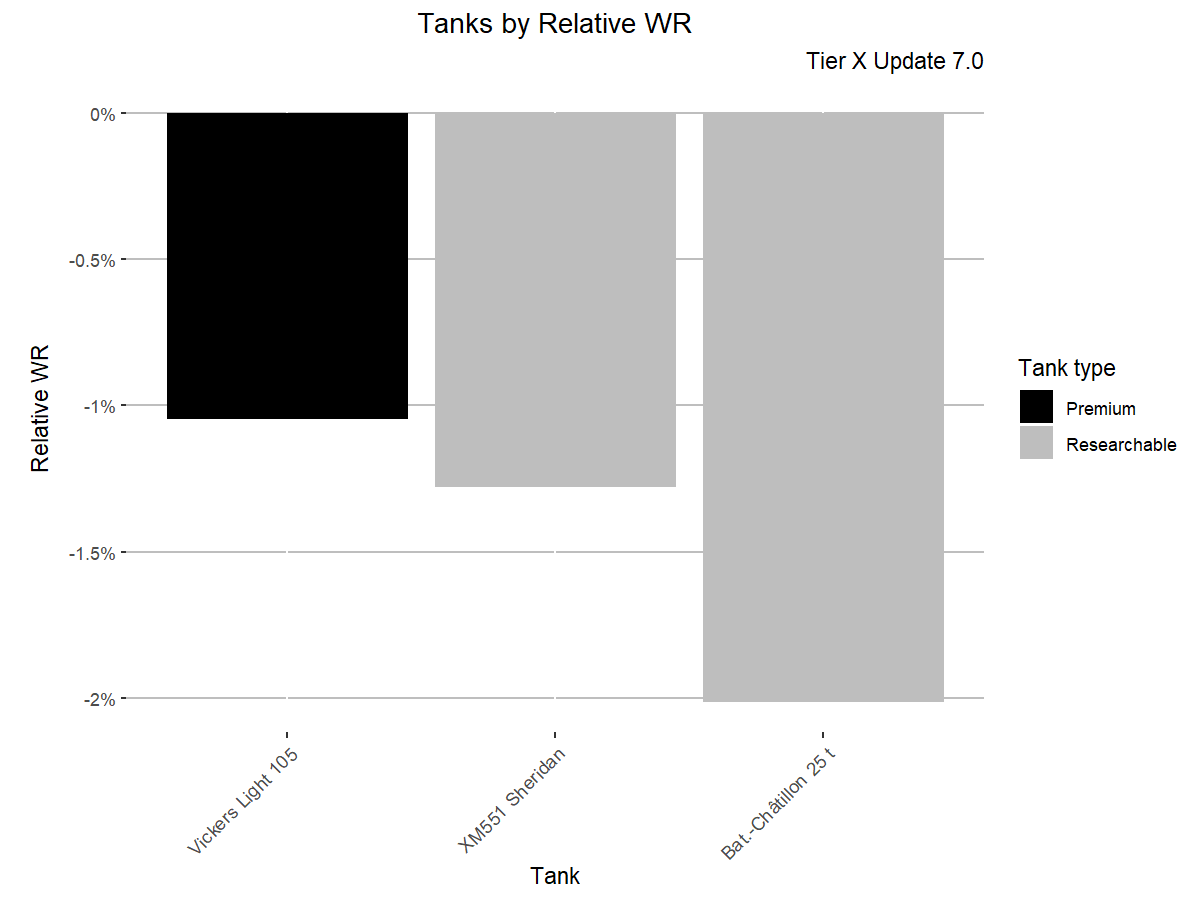 Tanks by Relative WR
Tier X Update 7.0
Relative WR
0%
-0.5%
-1%
-1.5%
-2%
Vickers Light 105
XM551 Sheridan
Bat.-Châtillon 25 t
Tank
Tank type
Premium
Researchable